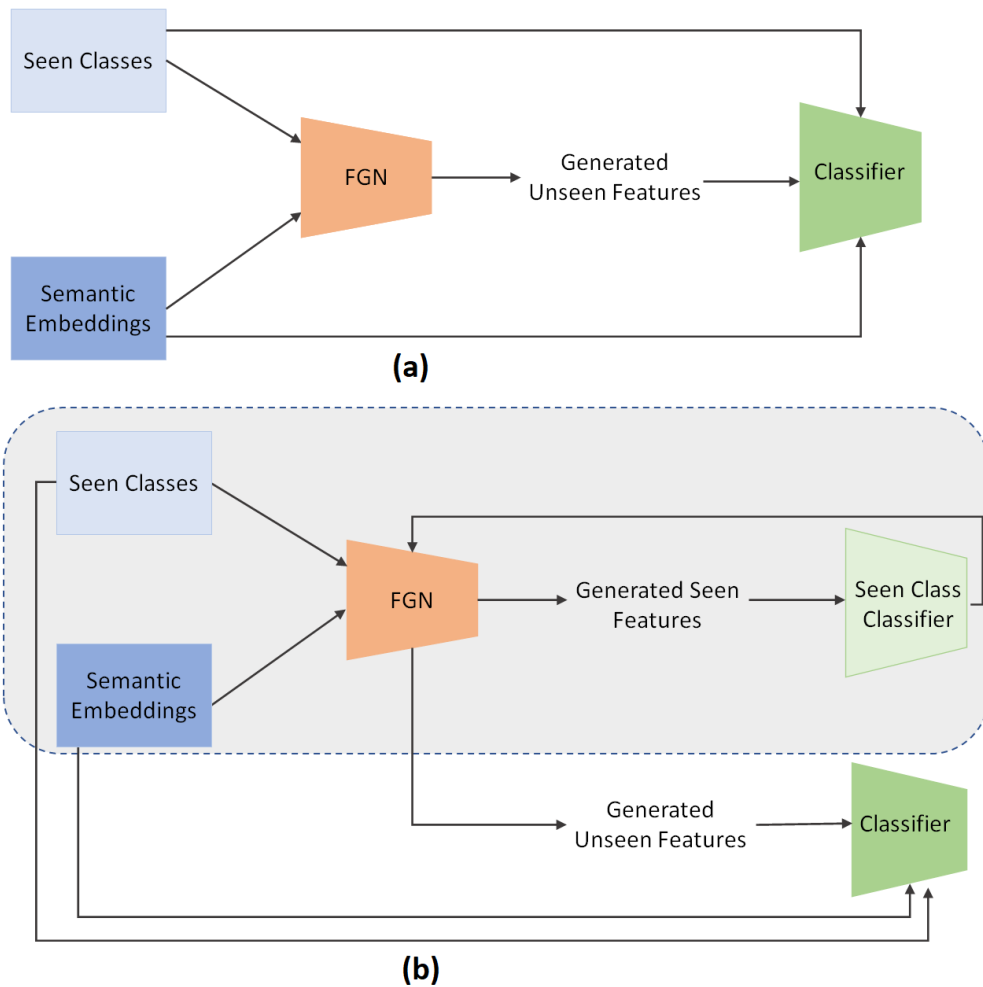 Seen Classes
FGN
Generated
Unseen Features
Classifier
Semantic
Embeddings
(a)
Seen Classes
FGN
Generated Seen
Features
Seen Class
Classifier
Semantic
Embeddings
Generated
Unseen Features
Classifier
(b)